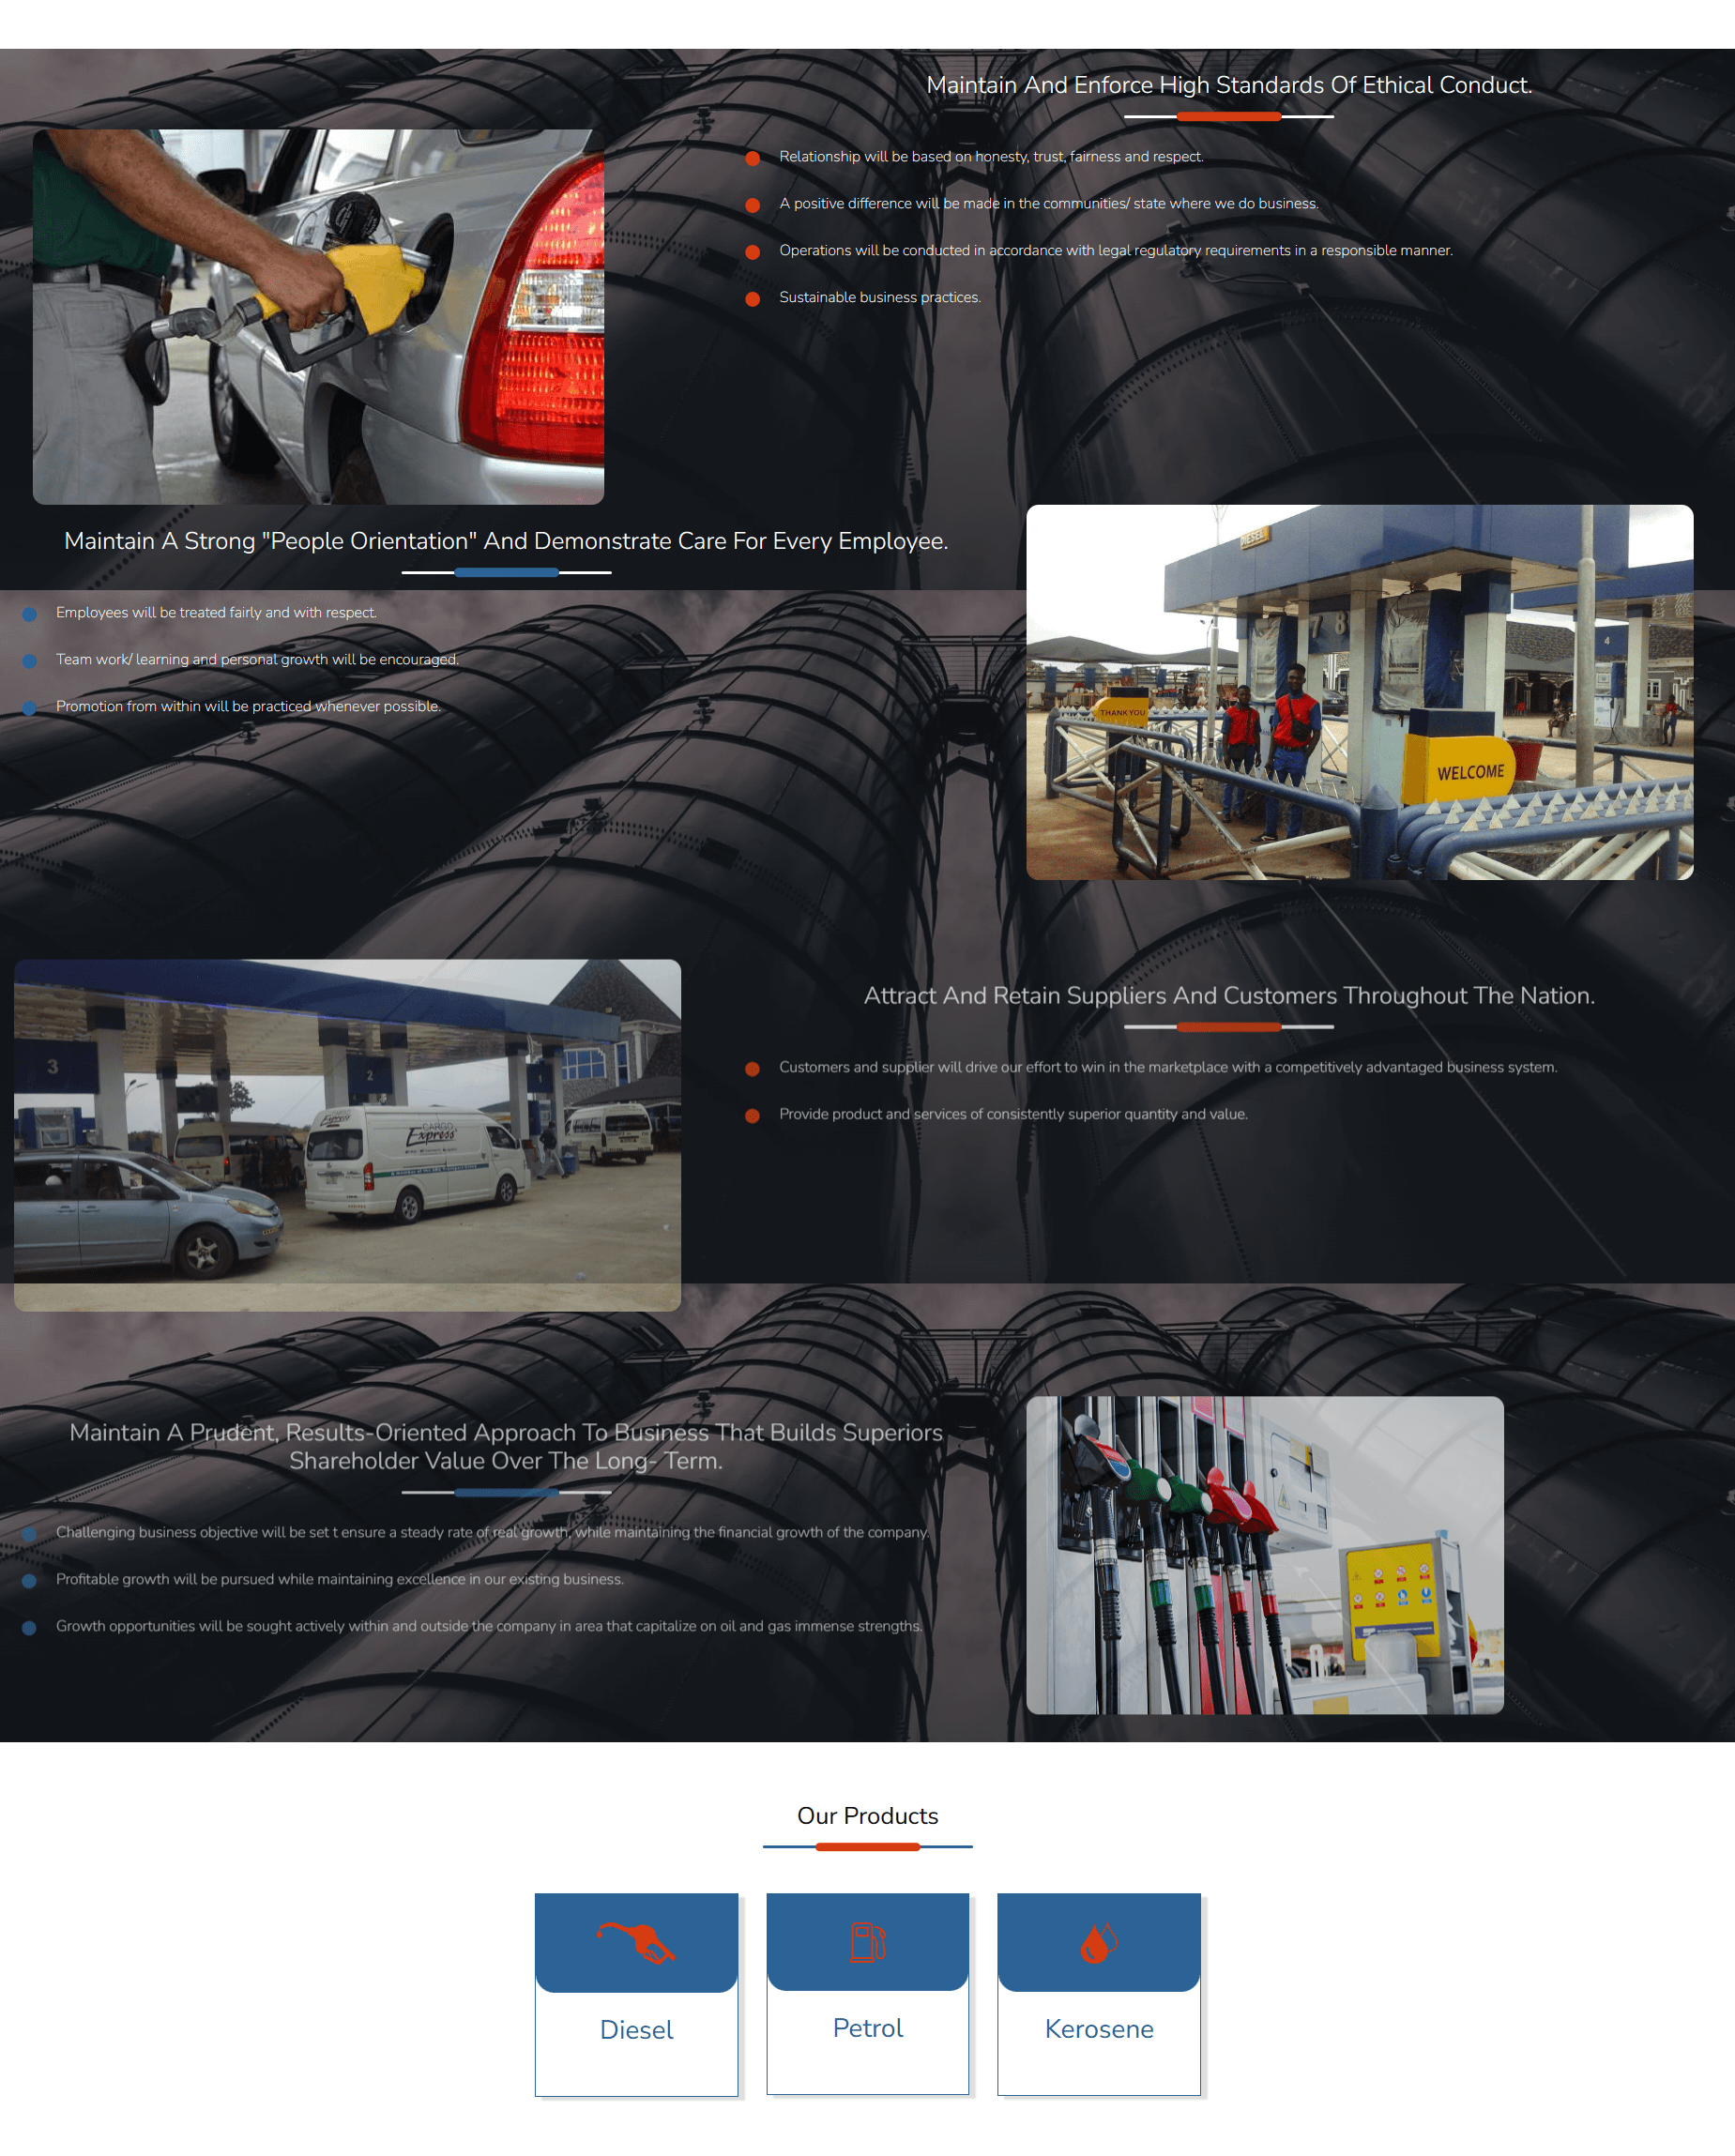 Maintain And Enforce High Standards Of Ethical Conduct.
Relationship will be based on honesty, trust, fairness and respect.
A positive difference will be made in the communities/ state where we do business.
Operations will be conducted in accordance with legal regulatory requirements in a responsible manner.
Sustainable business practices.
Maintain A Strong "People Orientation" And Demonstrate Care For Every Employee.
Employees will be treated fairly and with respect.
Team work/ learning and personal growth will be encouraged.
Promotion from within will be practiced whenever possible.
DIESEL
7 8
4
THANK YOU
WELCOME
3
2
1
Express
CARGO
Express
Attract And Retain Suppliers And Customers Throughout The Nation.
Customers and supplier will drive our effort to win in the marketplace with a competitively advantaged business system.
Provide product and services of consistently superior quantity and value.
Maintain A Prudent, Results-Oriented Approach To Business That Builds Superiors
Shareholder Value Over The Long- Term.
Challenging business objective will be set t ensure a steady rate of real growth, while maintaining the financial growth of the company.
Profitable growth will be pursued while maintaining excellence in our existing business.
Growth opportunities will be sought actively within and outside the company in area that capitalize on oil and gas immense strengths.
Our Products
Diesel
Petrol
Kerosene